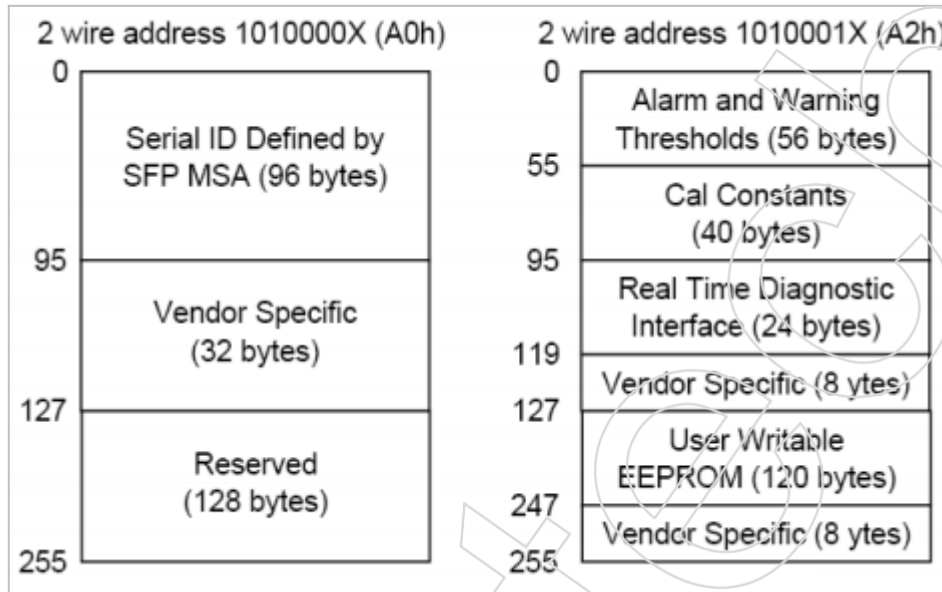 2 wire address 1010000X (A0h)
0
Serial ID Defined by
SFP MSA (96 bytes)
95
Vendor Specific
(32 bytes)
127
Reserved
(128 bytes)
255
2 wire address 1010001X (A2h)
0
Alarm and Warning
Thresholds (56 bytes)
55
Cal Constants
(40 bytes)
95
Real Time Diagnostic
Interface (24 bytes)
119
Vendor Specific (8 ytes)
127
User Writable
EEPROM (120 bytes)
247
Vendor Specific (8 ytes)
255